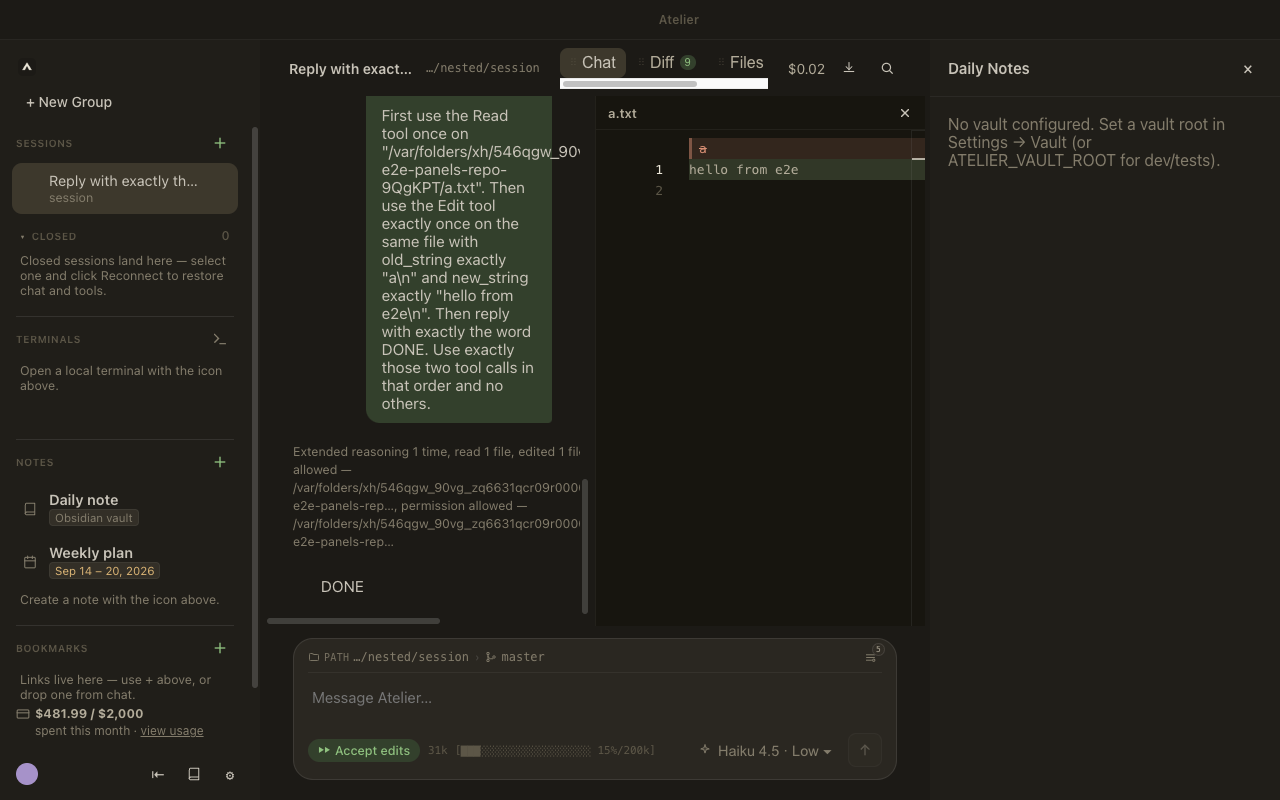 Atelier
+ New Group
SESSIONS
Reply with exactly th...
session
CLOSED 0
Closed sessions land here — select
one and click Reconnect to restore
chat and tools.
TERMINALS
Open a local terminal with the icon
above.
NOTES
Daily note
Obsidian vault
Weekly plan
Sep 14 – 20, 2026
Create a note with the icon above.
BOOKMARKS
Links live here — use + above, or
drop one from chat.
$481.99 / $2,000
spent this month · view usage
Reply with exact... …/nested/session
Chat Diff 9 Files $0.02
First use the Read
tool once on
"/var/folders/xh/546qgw_90v
e2e-panels-repo-
9QgKPT/a.txt". Then
use the Edit tool
exactly once on the
same file with
old_string exactly
"a\n" and new_string
exactly "hello from
e2e\n". Then reply
with exactly the word
DONE. Use exactly
those two tool calls in
that order and no
others.
Extended reasoning 1 time, read 1 file, edited 1 file
allowed —
/var/folders/xh/546qgw_90vg_zq6631qcr09r000
e2e-panels-rep..., permission allowed —
/var/folders/xh/546qgw_90vg_zq6631qcr09r000
e2e-panels-rep...
DONE
a.txt
a
1 hello from e2e
2
PATH …/nested/session · master 5
Message Atelier...
Accept edits 31k [ ] 15%/200k] Haiku 4.5 · Low
Daily Notes
No vault configured. Set a vault root in
Settings → Vault (or
ATELIER_VAULT_ROOT for dev/tests).